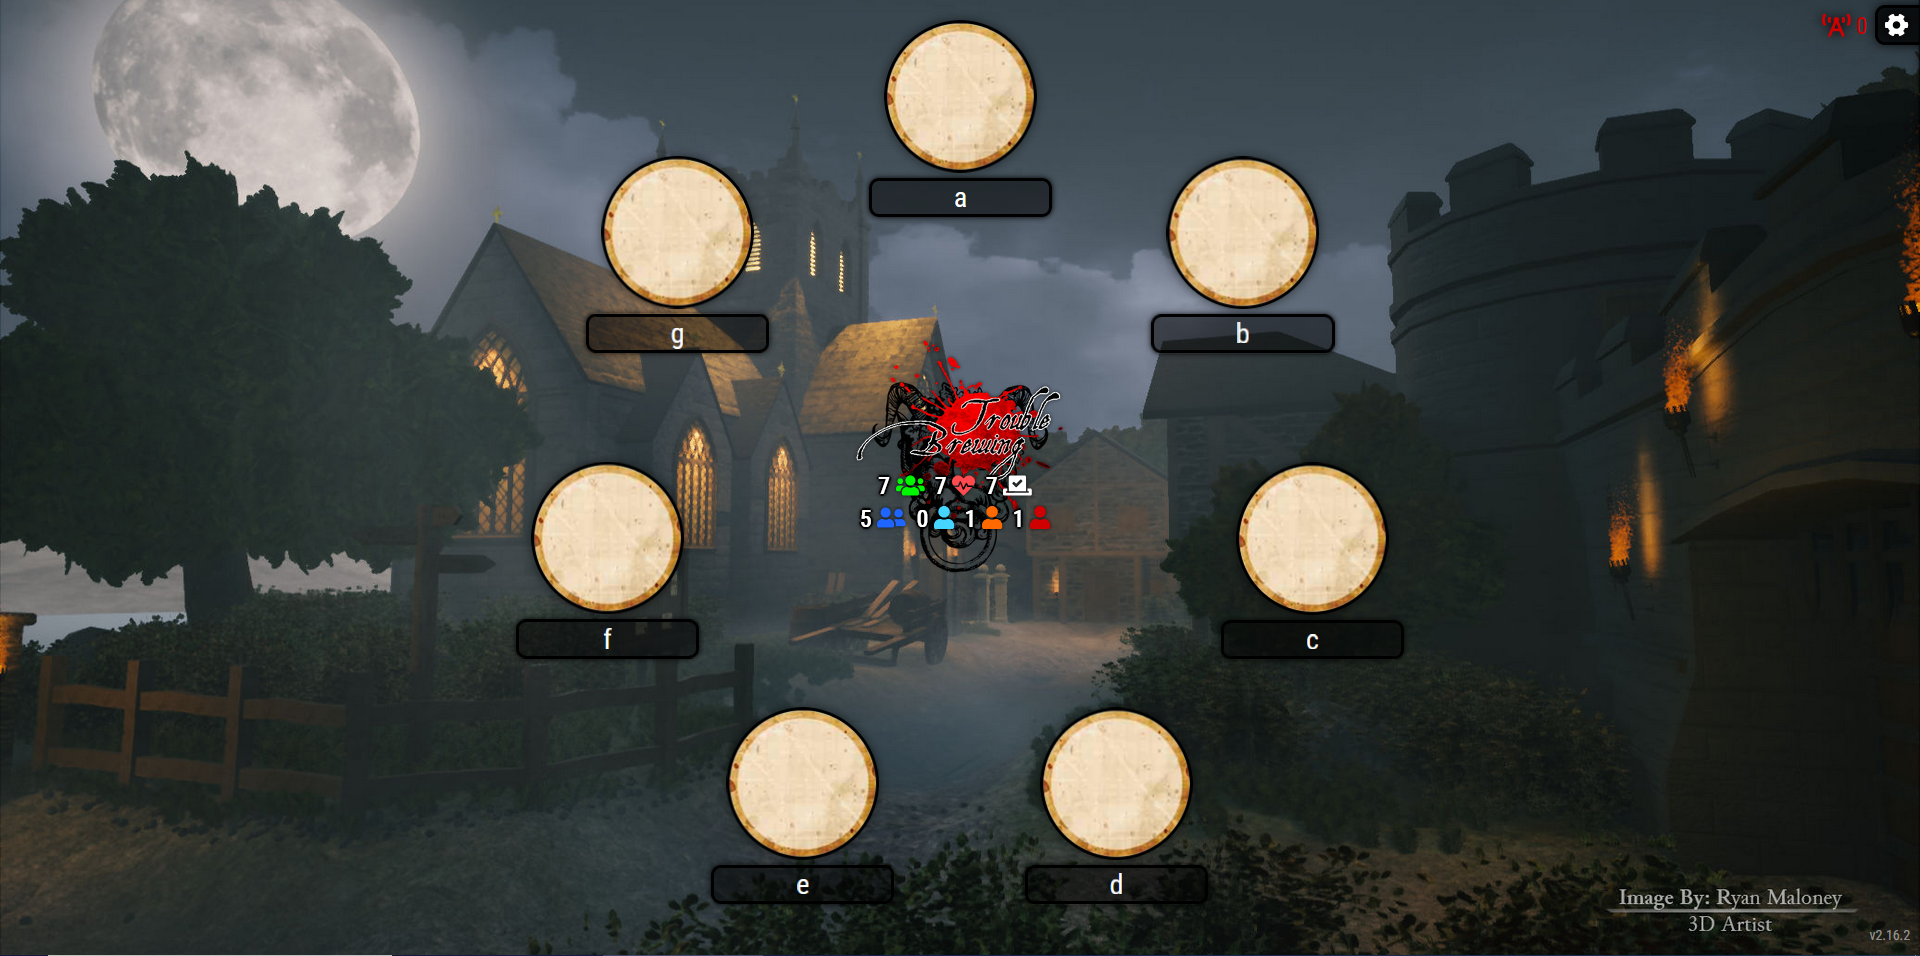 0
a
g
b
Trouble
Brewing
7 7 7
5 0 1 1
f
c
e
d
Image By: Ryan Maloney
3D Artist
v2.16.2